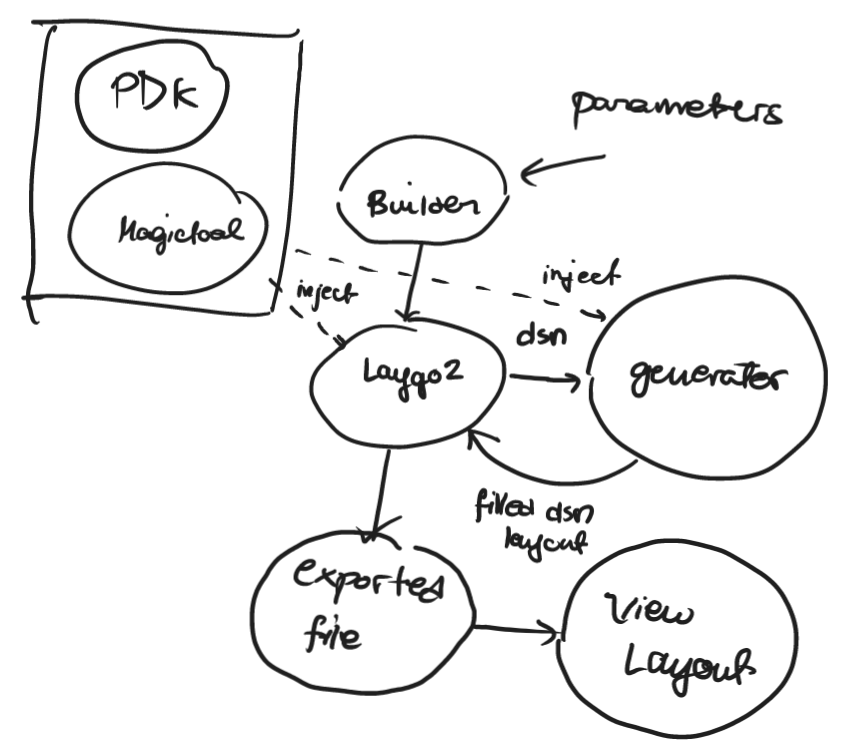 PDK
parameters
Builder
Magictool
inject
inject
dsn
Laygo2
generator
filled dsn
layout
exported
file
View
Layout